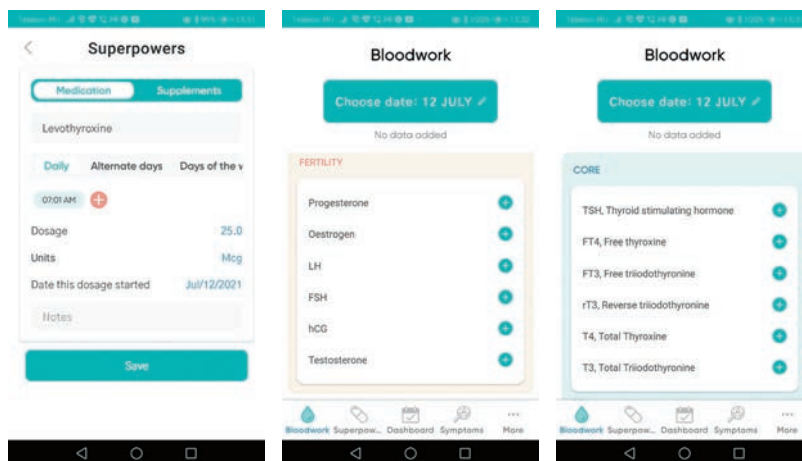 Superpowers
Medication Supplements
Levothyroxine
Daily Alternate days Days of the v
07:01 AM
Dosage 25.0
Units Mcg
Date this dosage started Jul/12/2021
Notes
Save
Bloodwork
Choose date: 12 JULY
No data added
FERTILITY
Progesterone
Oestrogen
LH
FSH
hCG
Testosterone
Bloodwork Superpow... Dashboard Symptoms More
Bloodwork
Choose date: 12 JULY
No data added
CORE
TSH, Thyroid stimulating hormone
FT4, Free thyroxine
FT3, Free triiodothyronine
rT3, Reverse triiodothyronine
T4, Total Thyroxine
T3, Total Triiodothyronine
Bloodwork Superpow... Dashboard Symptoms More